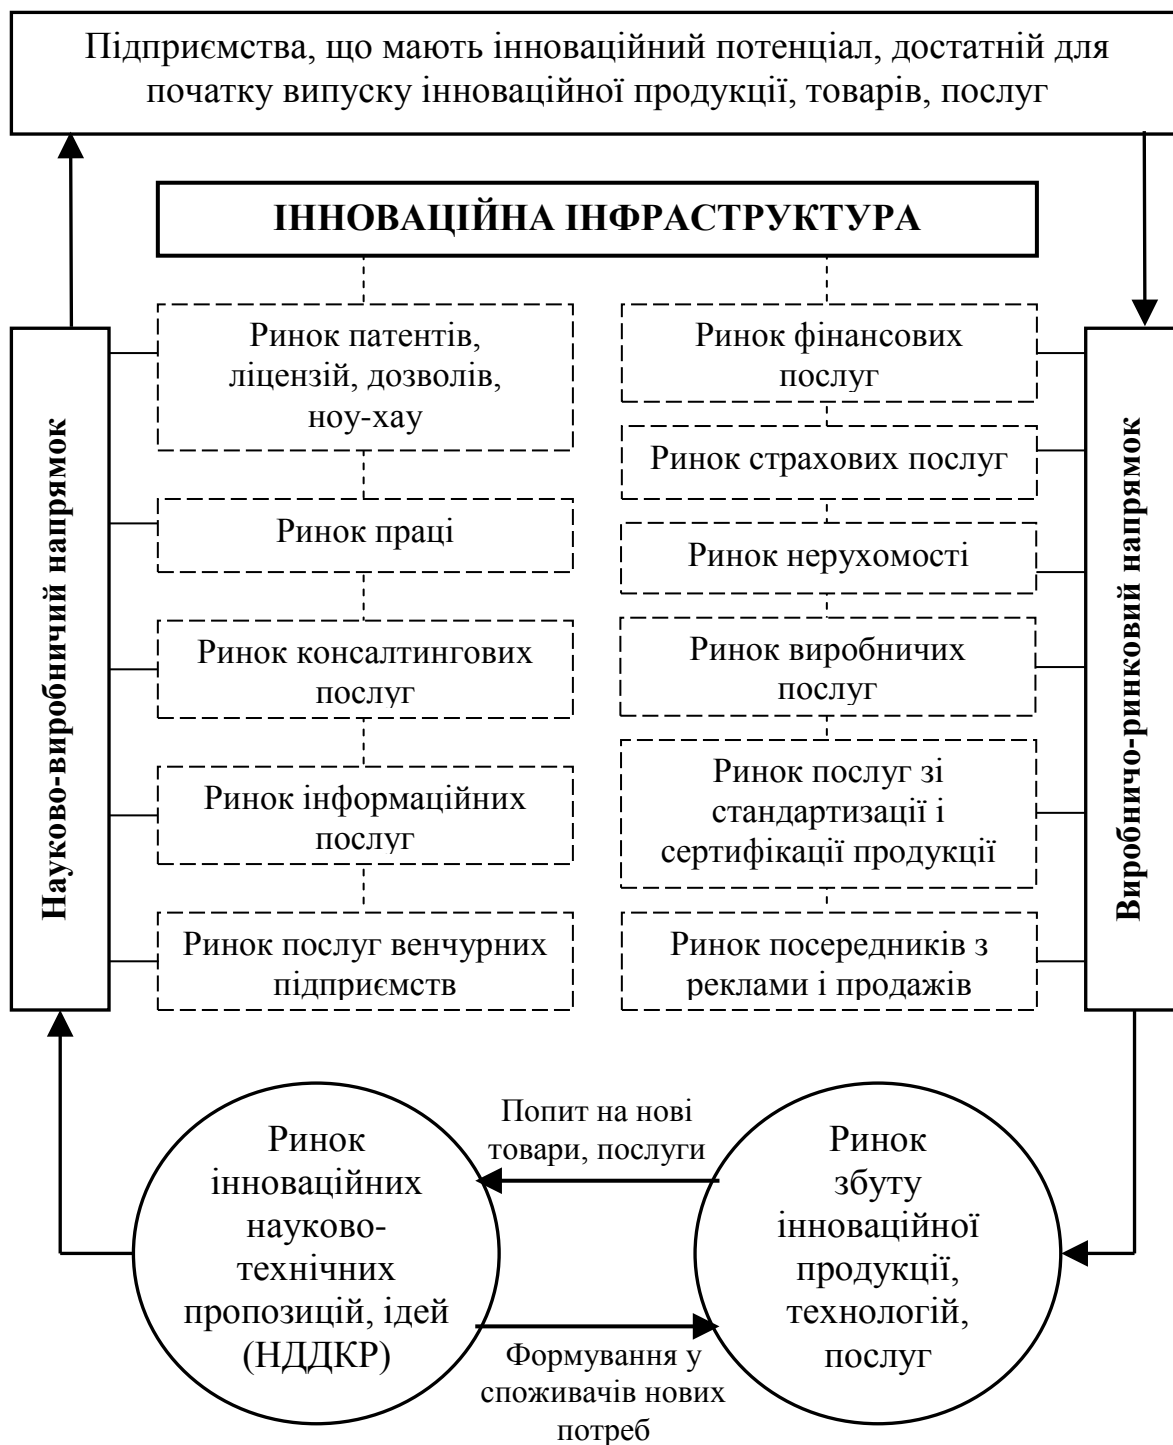 Підприємства, що мають інноваційний потенціал, достатній для
початку випуску інноваційної продукції, товарів, послуг
ІННОВАЦІЙНА ІНФРАСТРУКТУРА
Науково-виробничий напрямок
Ринок патентів,
ліцензій, дозволів,
ноу-хау
Ринок праці
Ринок консалтингових
послуг
Ринок інформаційних
послуг
Ринок послуг венчурних
підприємств
Ринок фінансових
послуг
Ринок страхових послуг
Ринок нерухомості
Ринок виробничих
послуг
Ринок послуг зі
стандартизації і
сертифікації продукції
Ринок посередників з
реклами і продажів
Виробничо-ринковий напрямок
Ринок
інноваційних
науково-
технічних
пропозицій, ідей
(НДДКР)
Попит на нові
товари, послуги
Формування у
споживачів нових
потреб
Ринок
збуту
інноваційної
продукції,
технологій,
послуг